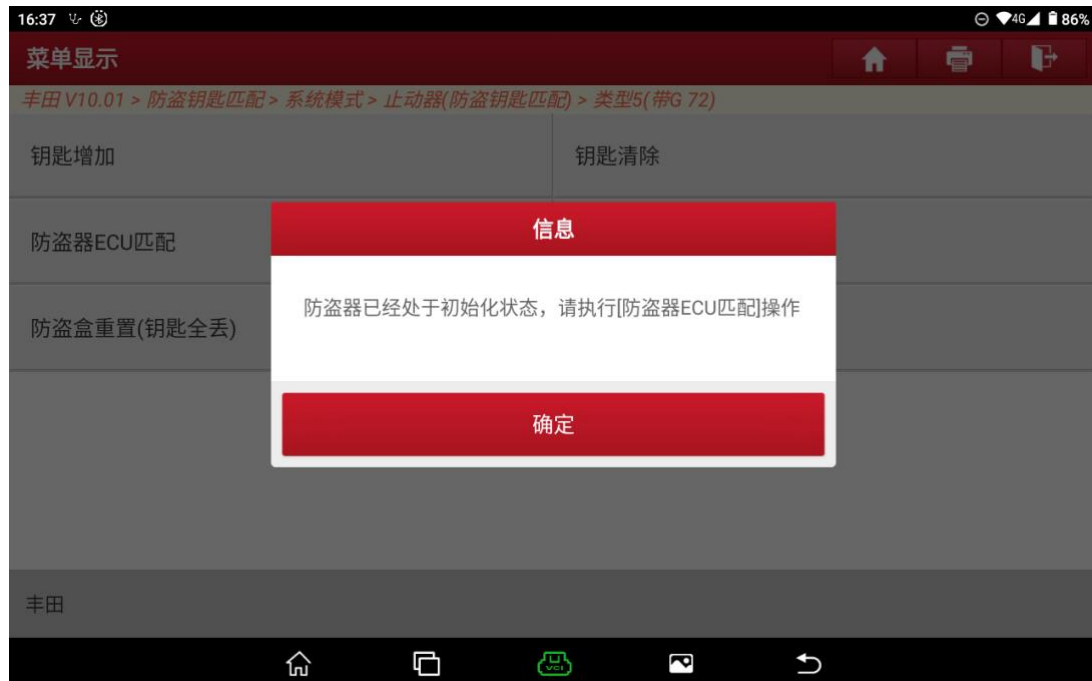 16:37
4G 86%
菜单显示
丰田 V10.01 > 防盗钥匙匹配 > 系统模式 > 止动器(防盗钥匙匹配) > 类型5(带G 72)
钥匙增加
钥匙清除
防盗器ECU匹配
信息
防盗器已经处于初始化状态，请执行[防盗器ECU匹配]操作
防盗盒重置(钥匙全丢)
确定
丰田
VCI